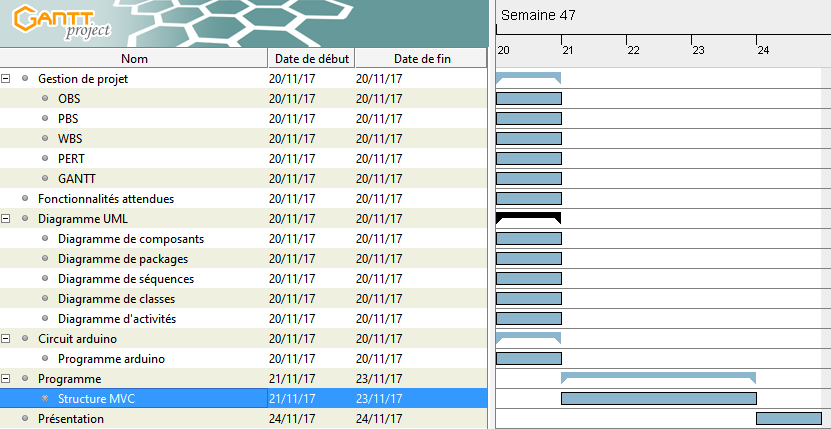 GANTT
project
Semaine 47
20 21 22 23 24
Nom Date de début Date de fin
Gestion de projet 20/11/17 20/11/17
OBS 20/11/17 20/11/17
PBS 20/11/17 20/11/17
WBS 20/11/17 20/11/17
PERT 20/11/17 20/11/17
GANTT 20/11/17 20/11/17
Fonctionnalités attendues 20/11/17 20/11/17
Diagramme UML 20/11/17 20/11/17
Diagramme de composants 20/11/17 20/11/17
Diagramme de packages 20/11/17 20/11/17
Diagramme de séquences 20/11/17 20/11/17
Diagramme de classes 20/11/17 20/11/17
Diagramme d'activités 20/11/17 20/11/17
Circuit arduino 20/11/17 20/11/17
Programme arduino 20/11/17 20/11/17
Programme 21/11/17 23/11/17
Structure MVC 21/11/17 23/11/17
Présentation 24/11/17 24/11/17